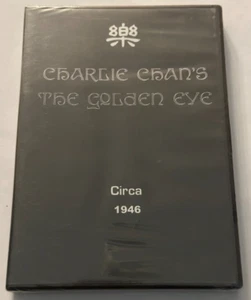 樂
CHARLIE CHAN'S
THE GOLDEN EYE
Circa
1946